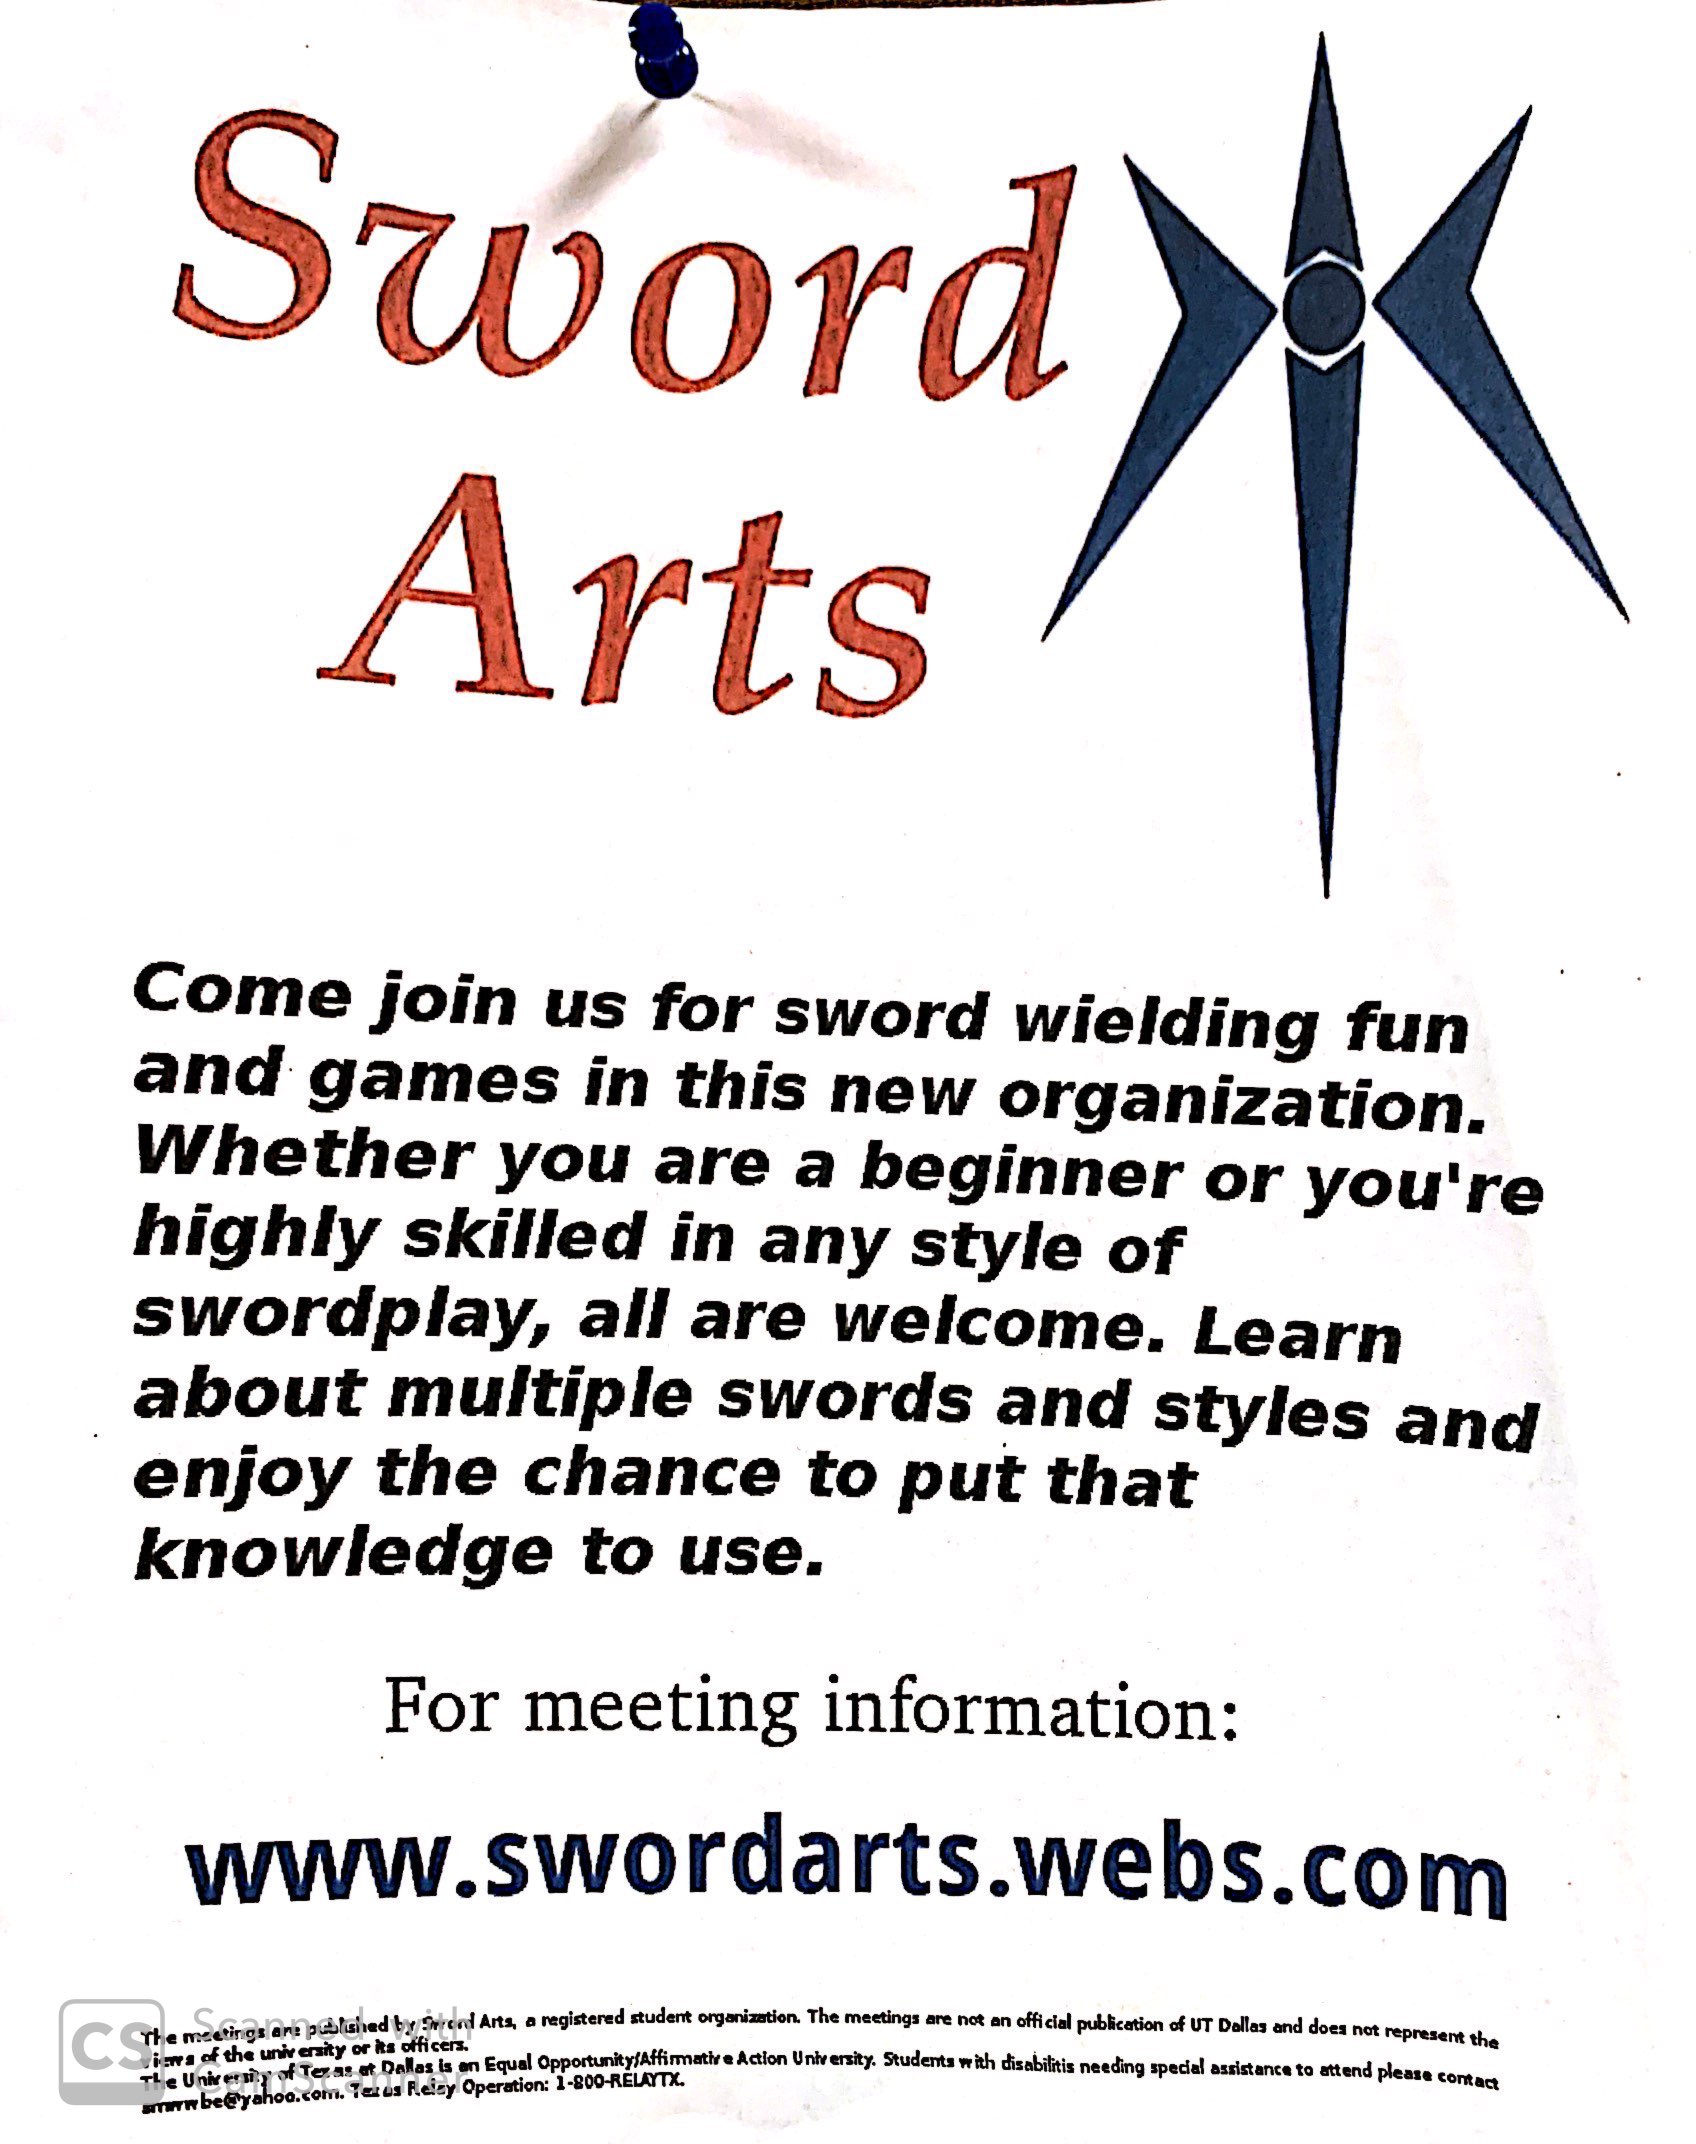 Sword
Arts
Come join us for sword wielding fun
and games in this new organization.
Whether you are a beginner or you're
highly skilled in any style of
swordplay, all are welcome. Learn
about multiple swords and styles and
enjoy the chance to put that
knowledge to use.
For meeting information:
www.swordarts.webs.com
The meetings are published by Sword Arts, a registered student organization. The meetings are not an official publication of UT Dallas and does not represent the
views of the university or its officers.
The University of Texas at Dallas is an Equal Opportunity/Affirmative Action University. Students with disabilitis needing special assistance to attend please contact
Texas Relay Operation: 1-800-RELAYTX.
CS
Scanned with
CamScanner